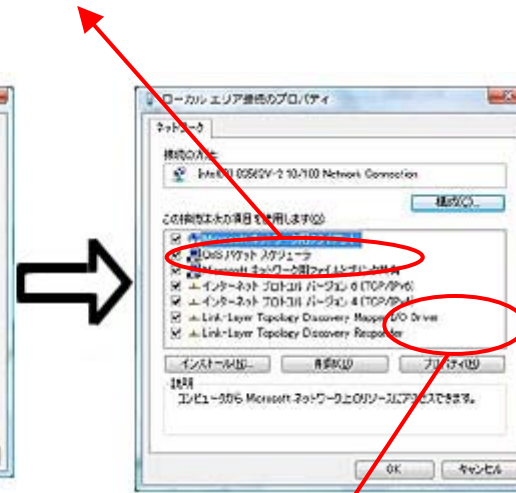 ローカル エリア接続のプロパティ
ネットワーク
接続の方法:
Intel(R) 82562V-2 10/100 Network Connection
構成(C)...
この接続は次の項目を使用します(O):
QoS パケット スケジューラ
Microsoft ネットワーク用ファイルとプリンタ共有
インターネット プロトコル バージョン 6 (TCP/IPv6)
インターネット プロトコル バージョン 4 (TCP/IPv4)
Link-Layer Topology Discovery Mapper I/O Driver
Link-Layer Topology Discovery Responder
インストール(N)...
削除(U)
プロパティ(R)
説明
コンピュータから Microsoft ネットワーク上のリソースにアクセスできます。
OK
キャンセル